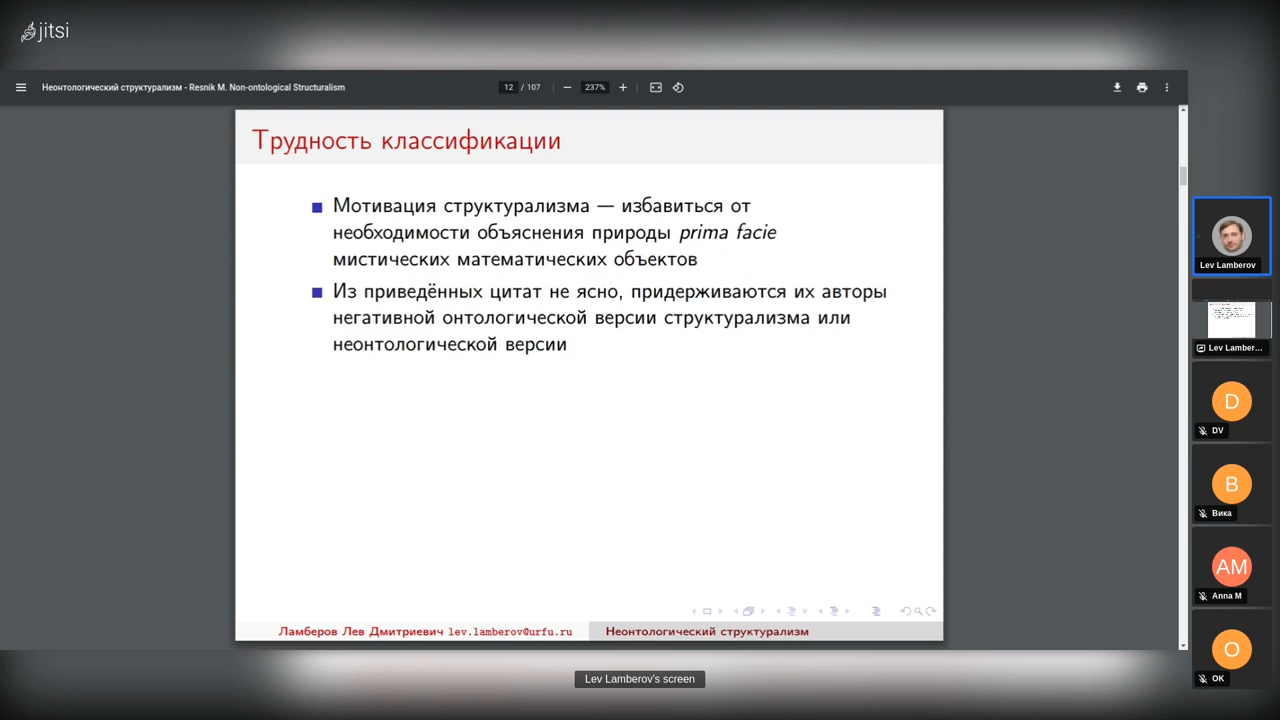 jitsi
Неонтологический структурализм - Resnik M. Non-ontological Structuralism
12 / 107
237%
Трудность классификации
Мотивация структурализма — избавиться от
необходимости объяснения природы prima facie
мистических математических объектов
Из приведённых цитат не ясно, придерживаются их авторы
негативной онтологической версии структурализма или
неонтологической версии
Ламберов Лев Дмитриевич lev.lamberov@urfu.ru
Неонтологический структурализм
Lev Lamberov's screen
Lev Lamberov
Lev Lamber...
D
DV
В
Вика
AM
Anna M
O
OK